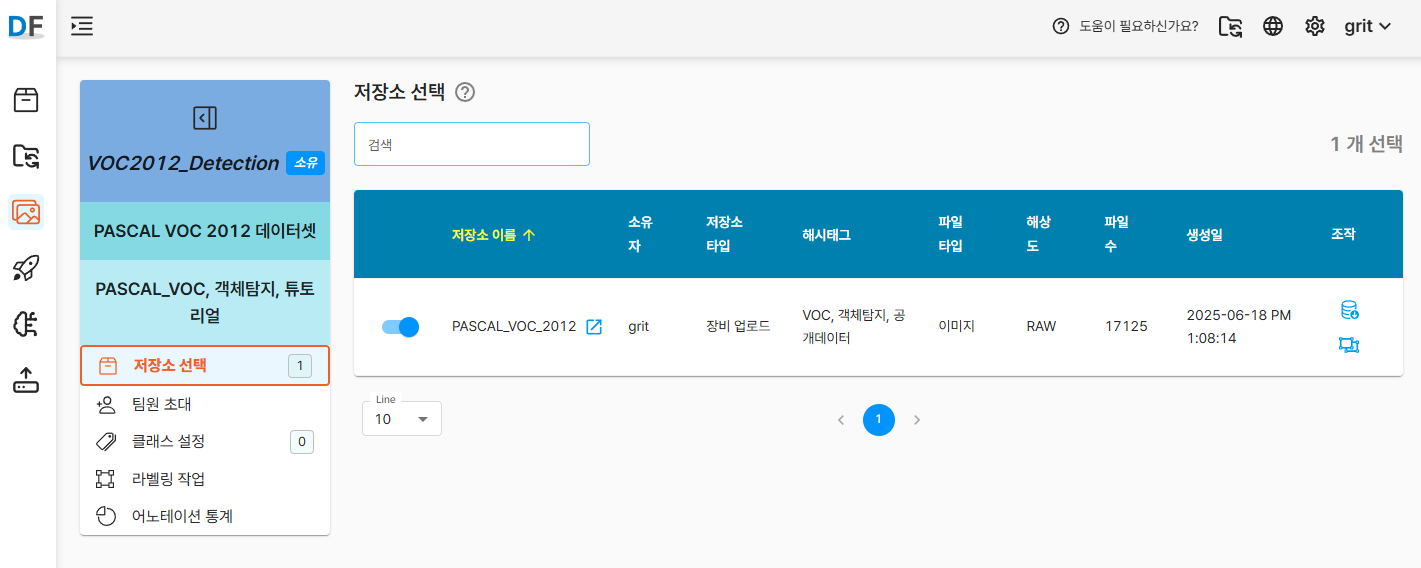 DF
도움이 필요하신가요?
grit
VOC2012_Detection 소유
PASCAL VOC 2012 데이터셋
PASCAL_VOC, 객체탐지, 튜토
리얼
저장소 선택 1
팀원 초대
클래스 설정 0
라벨링 작업
어노테이션 통계
저장소 선택
검색
1 개 선택
저장소 이름 소유자 저장소 타입 해시태그 파일 타입 해상도 파일 수 생성일 조작
PASCAL_VOC_2012 grit 장비 업로드 VOC, 객체탐지, 공개데이터 이미지 RAW 17125 2025-06-18 PM 1:08:14
Line
10
1